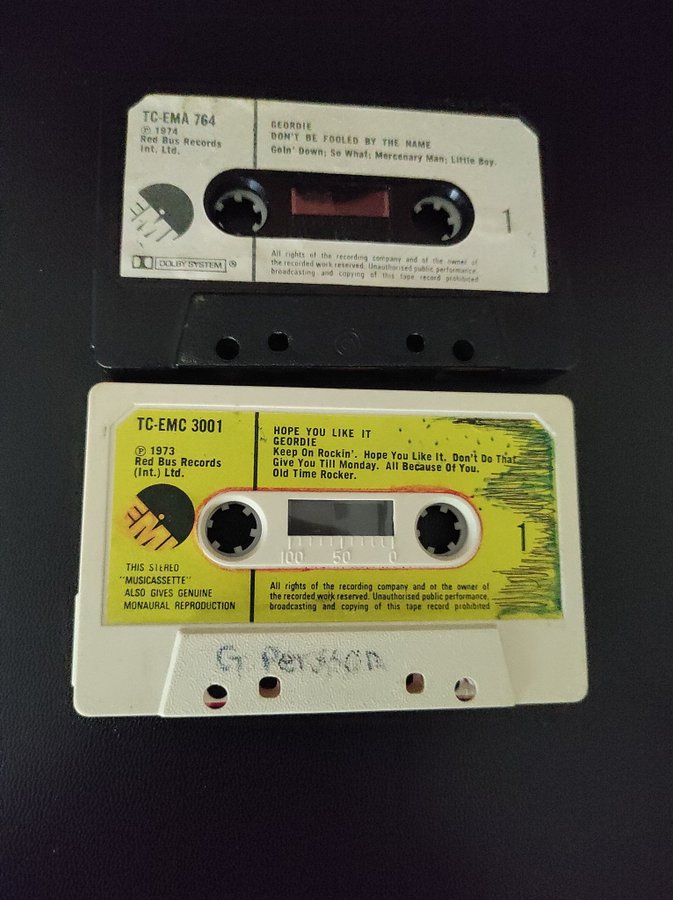 TC-EMA 764
℗ 1974
Red Bus Records
Int. Ltd.
GEORDIE
DON'T BE FOOLED BY THE NAME
Goin' Down; So What; Mercenary Man; Little Boy.
EMI
1
DOLBY SYSTEM
All rights of the recording company and of the owner of
the recorded work reserved. Unauthorised public performance,
broadcasting and copying of this tape record prohibited
TC-EMC 3001
℗ 1973
Red Bus Records
(Int.) Ltd.
HOPE YOU LIKE IT
GEORDIE
Keep On Rockin'. Hope You Like It. Don't Do That.
Give You Till Monday. All Because Of You.
Old Time Rocker.
EMI
100 50 0
1
THIS STEREO
"MUSICASSETTE"
ALSO GIVES GENUINE
MONAURAL REPRODUCTION
All rights of the recording company and of the owner of
the recorded work reserved. Unauthorised public performance,
broadcasting and copying of this tape record prohibited
G Persson